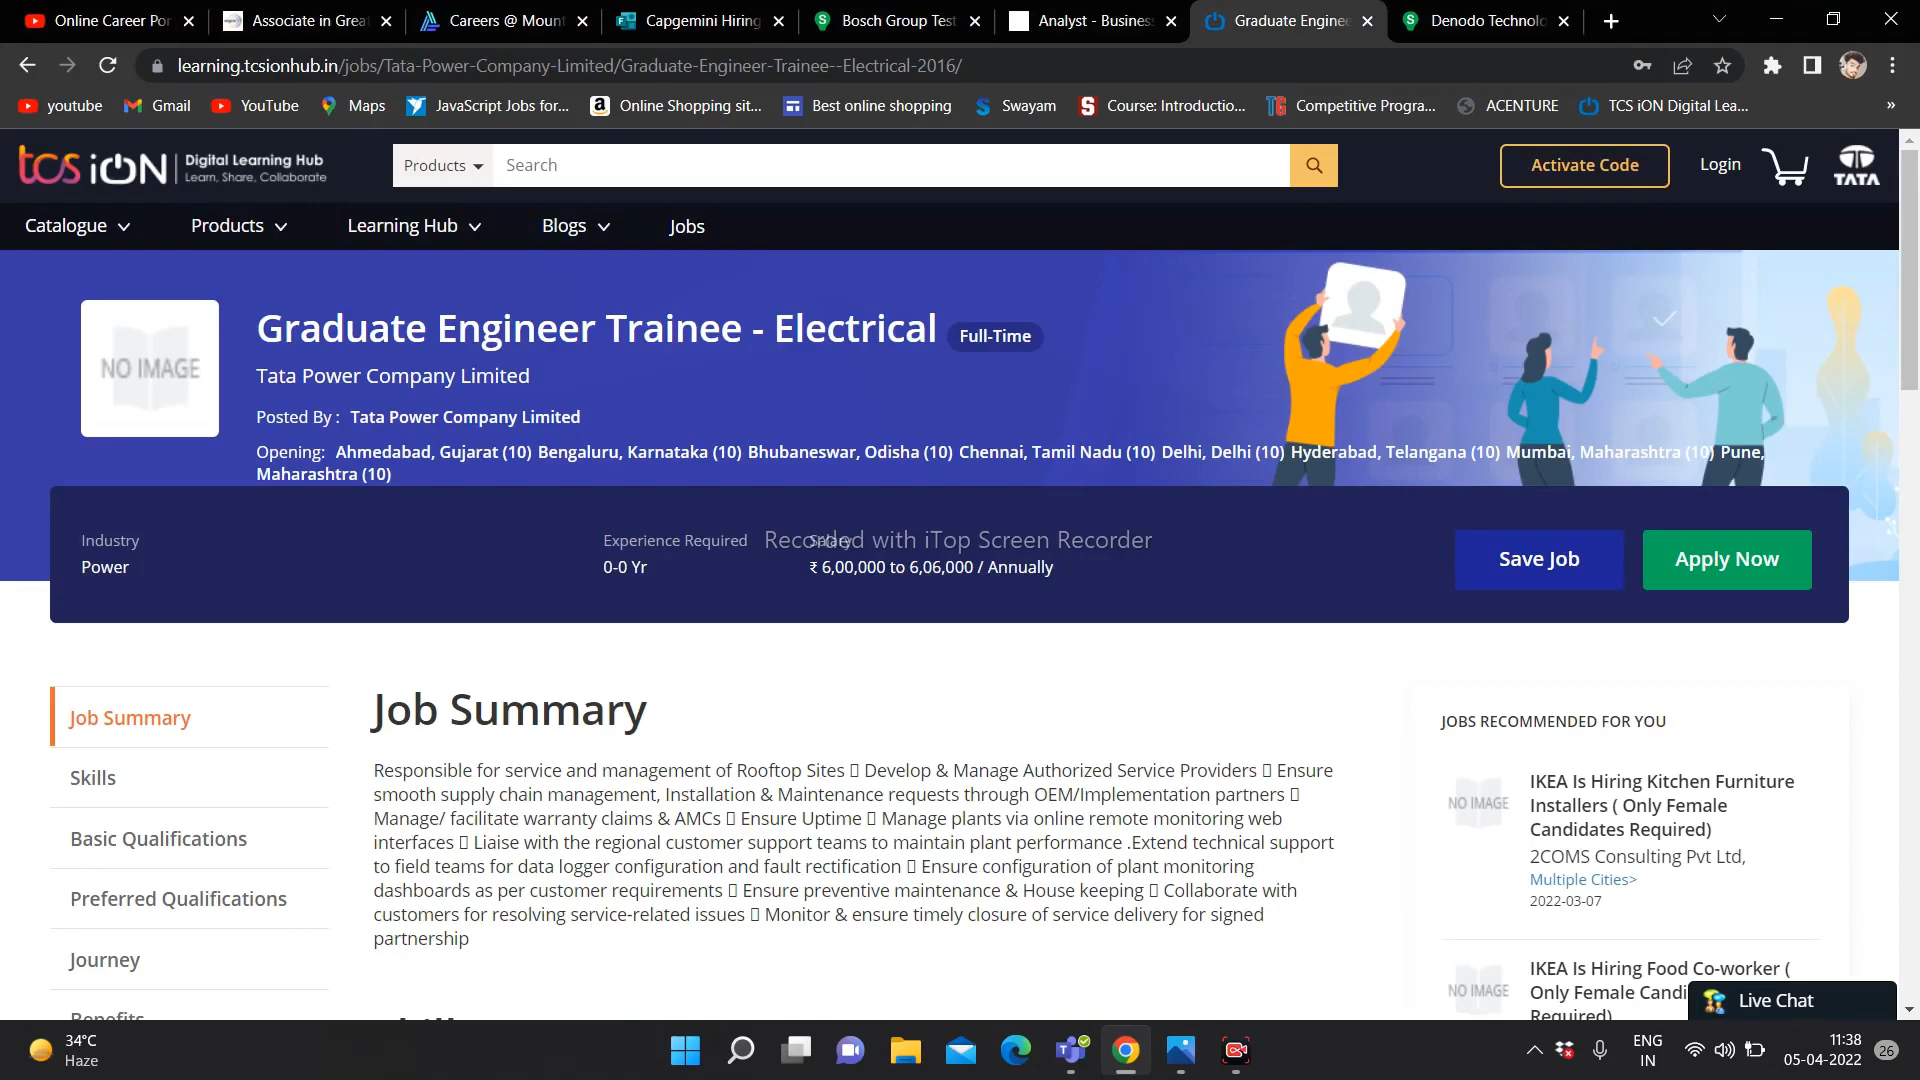 Online Career Por
Associate in Grea
Careers @ Mount
Capgemini Hiring
Bosch Group Test
Analyst - Business
Graduate Enginee
Denodo Technolo
learning.tcsionhub.in/jobs/Tata-Power-Company-Limited/Graduate-Engineer-Trainee--Electrical-2016/
youtube
Gmail
YouTube
Maps
JavaScript Jobs for...
Online Shopping sit...
Best online shopping
Swayam
Course: Introductio...
Competitive Progra...
ACENTURE
TCS iON Digital Lea...
»
tcs iON
Digital Learning Hub
Learn, Share, Collaborate
Products
Search
Activate Code
Login
TATA
Catalogue
Products
Learning Hub
Blogs
Jobs
NO IMAGE
Graduate Engineer Trainee - Electrical
Full-Time
Tata Power Company Limited
Posted By : Tata Power Company Limited
Opening: Ahmedabad, Gujarat (10) Bengaluru, Karnataka (10) Bhubaneswar, Odisha (10) Chennai, Tamil Nadu (10) Delhi, Delhi (10) Hyderabad, Telangana (10) Mumbai, Maharashtra (10) Pune,
Maharashtra (10)
Industry
Power
Experience Required
0-0 Yr
Salary
₹ 6,00,000 to 6,06,000 / Annually
Recorded with iTop Screen Recorder
Save Job
Apply Now
Job Summary
Skills
Basic Qualifications
Preferred Qualifications
Journey
Benefits
Job Summary
Responsible for service and management of Rooftop Sites ▯ Develop & Manage Authorized Service Providers ▯ Ensure
smooth supply chain management, Installation & Maintenance requests through OEM/Implementation partners ▯
Manage/ facilitate warranty claims & AMCs ▯ Ensure Uptime ▯ Manage plants via online remote monitoring web
interfaces ▯ Liaise with the regional customer support teams to maintain plant performance .Extend technical support
to field teams for data logger configuration and fault rectification ▯ Ensure configuration of plant monitoring
dashboards as per customer requirements ▯ Ensure preventive maintenance & House keeping ▯ Collaborate with
customers for resolving service-related issues ▯ Monitor & ensure timely closure of service delivery for signed
partnership
JOBS RECOMMENDED FOR YOU
NO IMAGE
IKEA Is Hiring Kitchen Furniture
Installers ( Only Female
Candidates Required)
2COMS Consulting Pvt Ltd,
Multiple Cities>
2022-03-07
NO IMAGE
IKEA Is Hiring Food Co-worker (
Only Female Candi
Required)
Live Chat
34°C
Haze
ENG
IN
11:38
05-04-2022
26